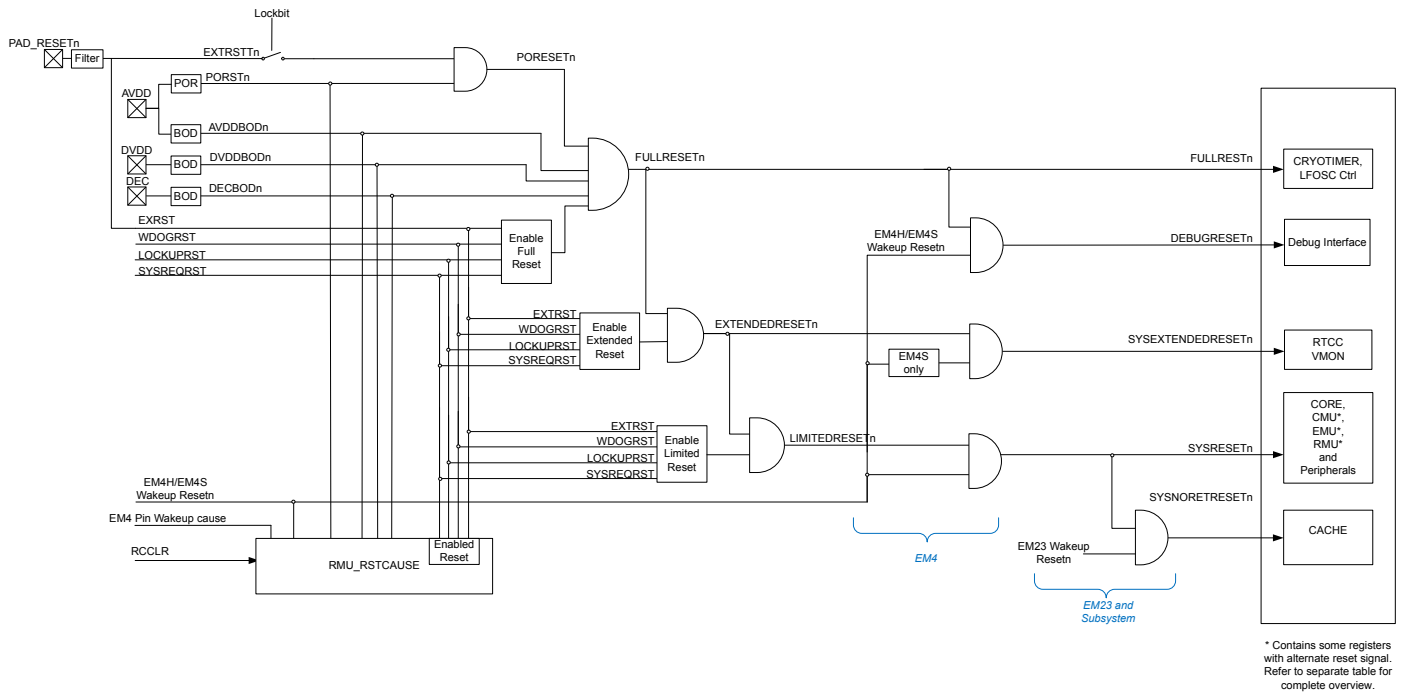 Lockbit
PAD_RESETn
Filter
EXTRSTTn
PORESETn
POR
PORSTn
AVDD
BOD
AVDDBODn
DVDD
BOD
DVDDBODn
DEC
BOD
DECBODn
FULLRESETn
FULLRESTn
CRYOTIMER,
LFOSC Ctrl
EXRST
WDOGRST
LOCKUPRST
SYSREQRST
Enable
Full
Reset
EM4H/EM4S
Wakeup Resetn
DEBUGRESETn
Debug Interface
EXTRST
WDOGRST
LOCKUPRST
SYSREQRST
Enable
Extended
Reset
EXTENDEDRESETn
EM4S
only
SYSEXTENDEDRESETn
RTCC
VMON
EXTRST
WDOGRST
LOCKUPRST
SYSREQRST
Enable
Limited
Reset
LIMITEDRESETn
SYSRESETn
CORE,
CMU*,
EMU*,
RMU*
and
Peripherals
EM4H/EM4S
Wakeup Resetn
EM4 Pin Wakeup cause
RCCLR
RMU_RSTCAUSE
Enabled
Reset
EM4
SYSNORETRESETn
EM23 Wakeup
Resetn
CACHE
EM23 and
Subsystem
* Contains some registers
with alternate reset signal.
Refer to separate table for
complete overview.